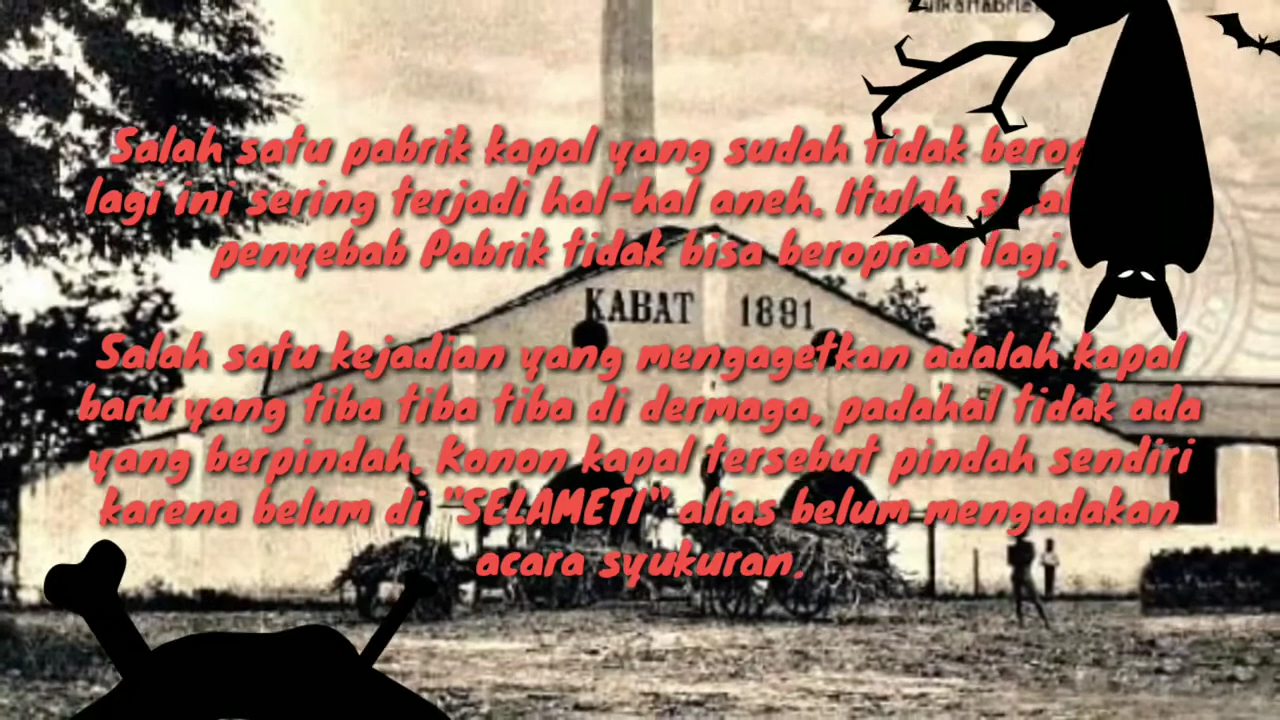 Salah satu pabrik kapal yang sudah tidak
lagi ini sering terjadi hal-hal aneh. Itulah
penyebab Pabrik tidak bisa beroprasi lagi.
KABAT 1891
Salah satu kejadian yang mengagetkan adalah kapal
baru yang tiba tiba tiba di dermaga, padahal tidak ada
yang berpindah. Konon kapal tersebut pindah sendiri
karena belum di "SELAMETI" alias belum mengadakan
acara syukuran.